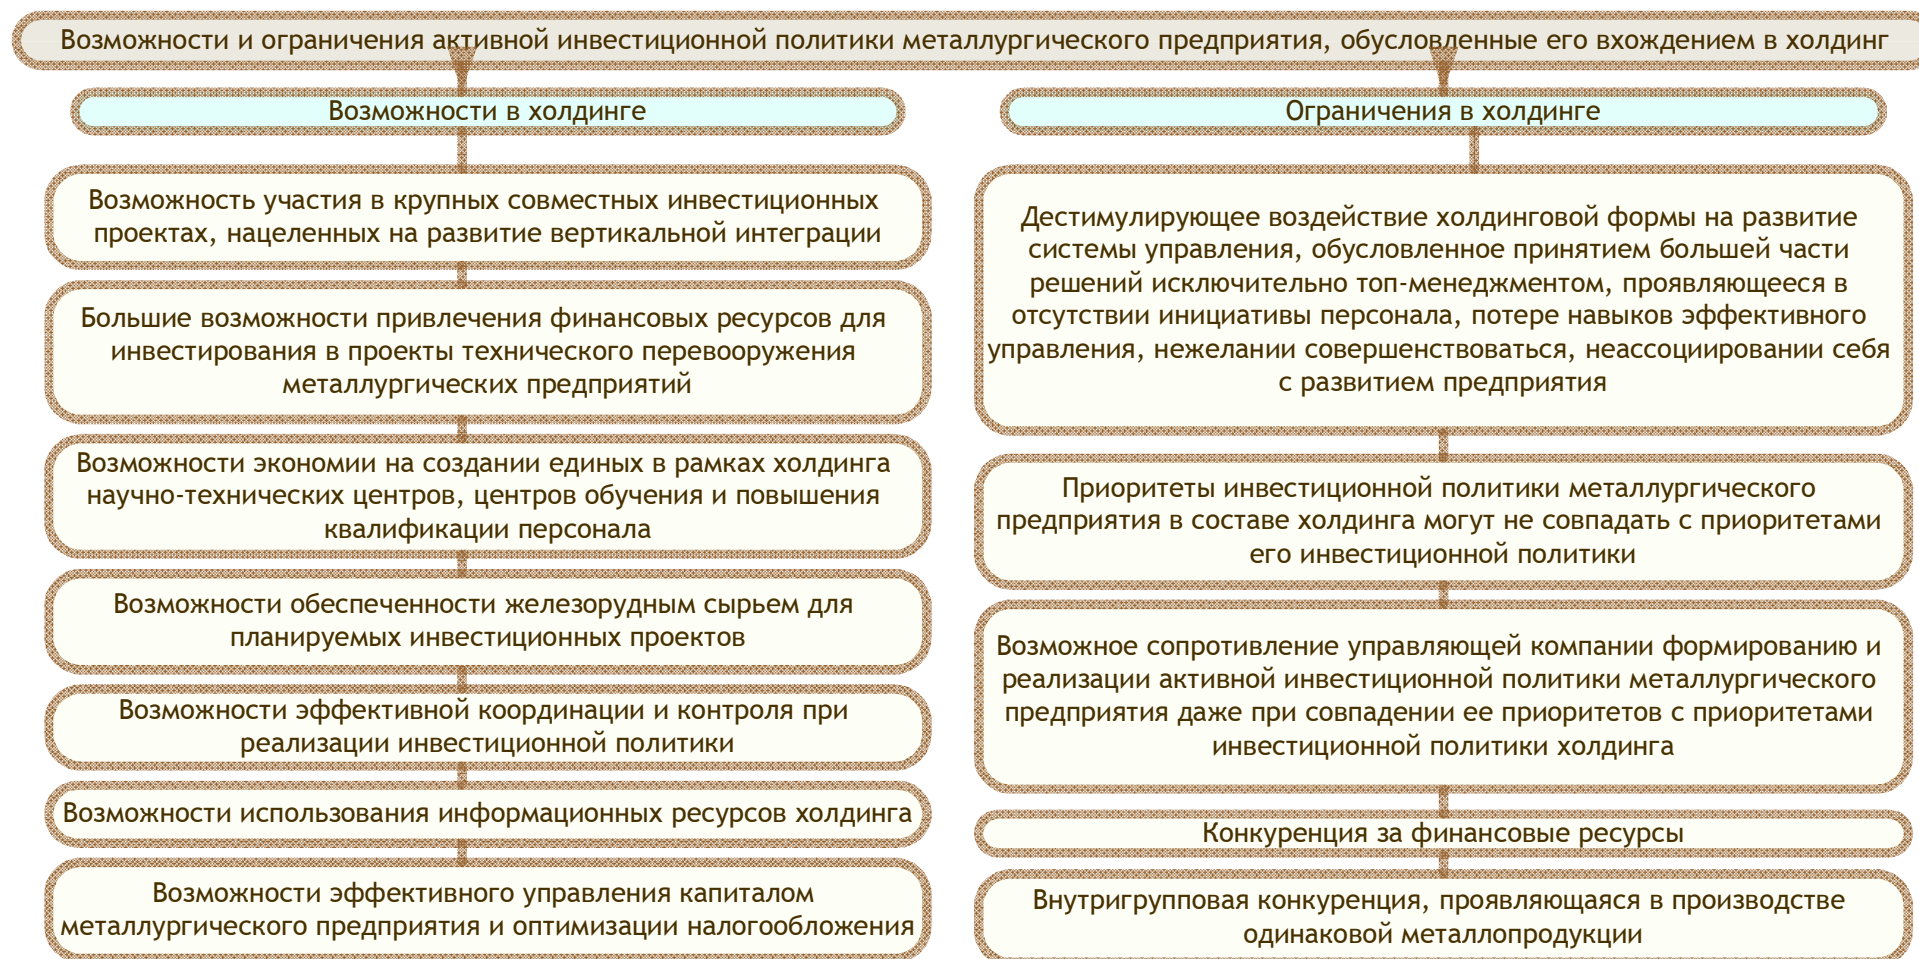 Возможности и ограничения активной инвестиционной политики металлургического предприятия, обусловленные его вхождением в холдинг
Возможности в холдинге
Возможность участия в крупных совместных инвестиционных
проектах, нацеленных на развитие вертикальной интеграции
Большие возможности привлечения финансовых ресурсов для
инвестирования в проекты технического перевооружения
металлургических предприятий
Возможности экономии на создании единых в рамках холдинга
научно-технических центров, центров обучения и повышения
квалификации персонала
Возможности обеспеченности железорудным сырьем для
планируемых инвестиционных проектов
Возможности эффективной координации и контроля при
реализации инвестиционной политики
Возможности использования информационных ресурсов холдинга
Возможности эффективного управления капиталом
металлургического предприятия и оптимизации налогообложения
Ограничения в холдинге
Дестимулирующее воздействие холдинговой формы на развитие
системы управления, обусловленное принятием большей части
решений исключительно топ-менеджментом, проявляющееся в
отсутствии инициативы персонала, потере навыков эффективного
управления, нежелании совершенствоваться, неассоциировании себя
с развитием предприятия
Приоритеты инвестиционной политики металлургического
предприятия в составе холдинга могут не совпадать с приоритетами
его инвестиционной политики
Возможное сопротивление управляющей компании формированию и
реализации активной инвестиционной политики металлургического
предприятия даже при совпадении ее приоритетов с приоритетами
инвестиционной политики холдинга
Конкуренция за финансовые ресурсы
Внутригрупповая конкуренция, проявляющаяся в производстве
одинаковой металлопродукции